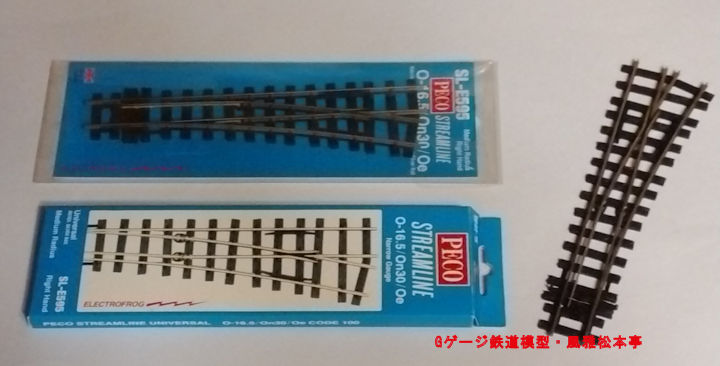 SL-E595
Medium Radius
Right Hand
PECO
STREAMLINE
O-16.5/On30/Oe
Universal
Medium Radius
SL-E595
Right Hand
PECO
STREAMLINE
O-16.5/On30/Oe
Narrow Gauge
ELECTROFROG
PECO STREAMLINE UNIVERSAL O-16.5/On30/Oe CODE 100
Gゲージ鉄道模型・風雅松本亭